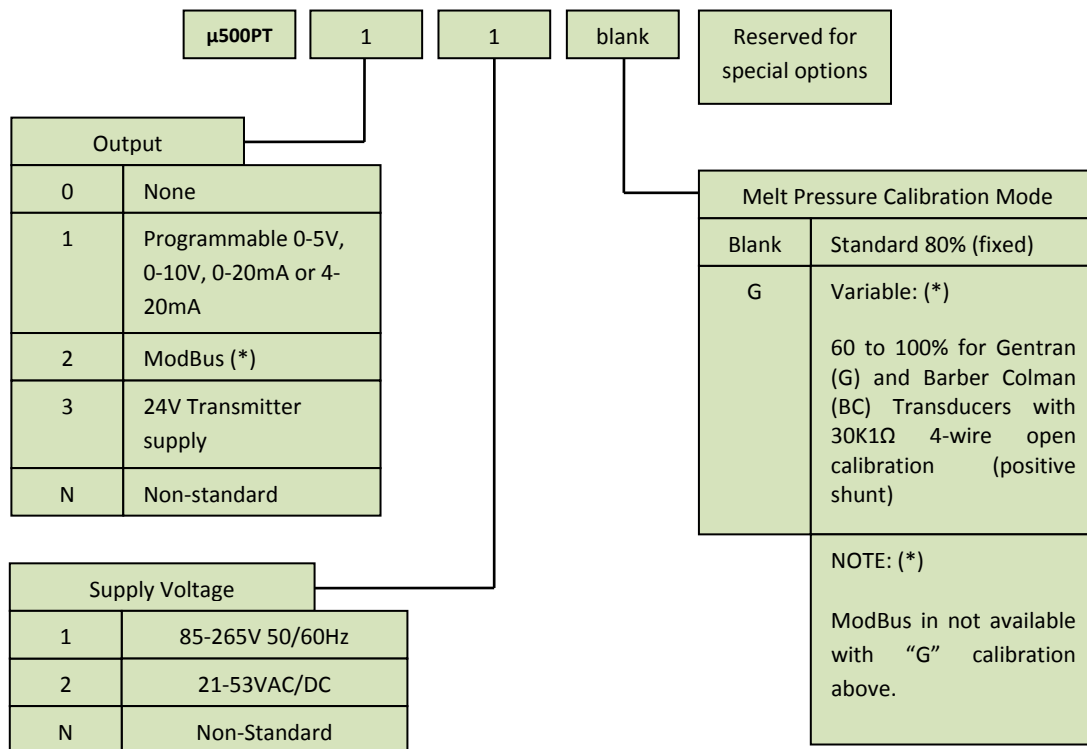 μ500PT 1 1 blank Reserved for
special options
Output
0 None
1 Programmable 0-5V,
0-10V, 0-20mA or 4-
20mA
2 ModBus (*)
3 24V Transmitter
supply
N Non-standard
Supply Voltage
1 85-265V 50/60Hz
2 21-53VAC/DC
N Non-Standard
Melt Pressure Calibration Mode
Blank Standard 80% (fixed)
G Variable: (*)
60 to 100% for Gentran
(G) and Barber Colman
(BC) Transducers with
30K1Ω 4-wire open
calibration (positive
shunt)
NOTE: (*)
ModBus in not available
with “G” calibration
above.